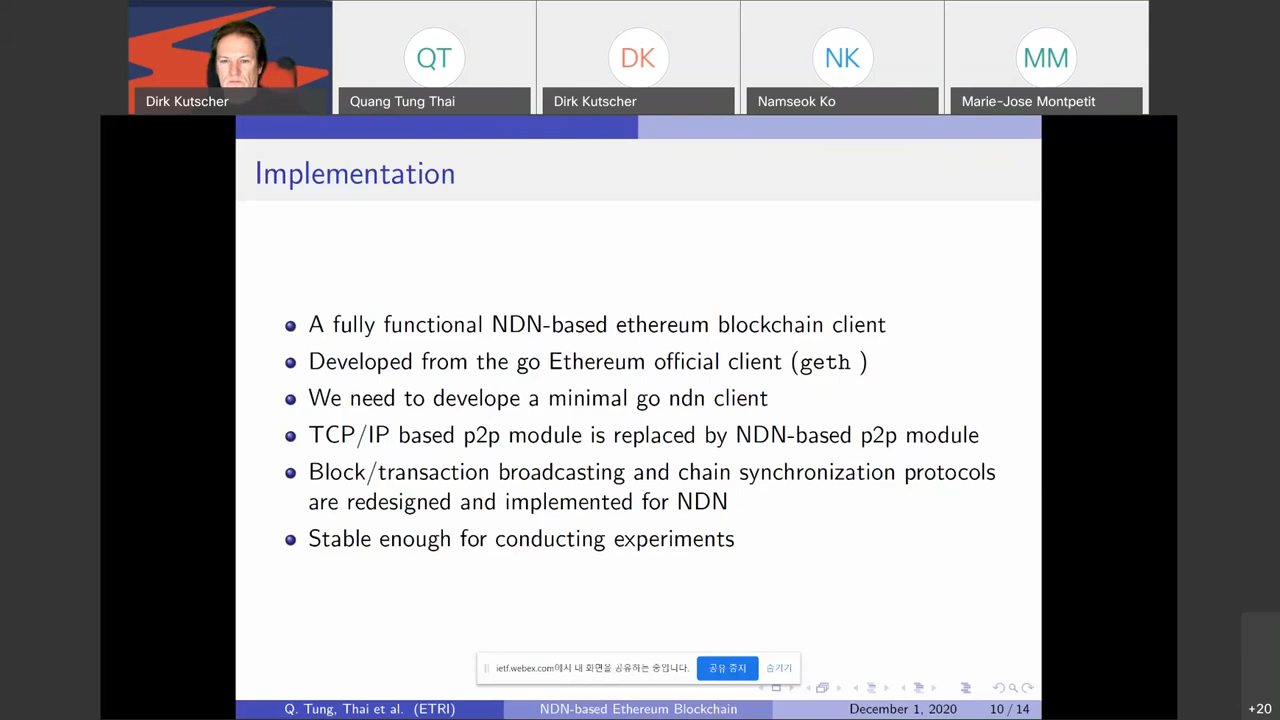 QT
DK
NK
MM
Dirk Kutscher
Quang Tung Thai
Dirk Kutscher
Namseok Ko
Marie-Jose Montpetit
Implementation
A fully functional NDN-based ethereum blockchain client
Developed from the go Ethereum official client (geth )
We need to develope a minimal go ndn client
TCP/IP based p2p module is replaced by NDN-based p2p module
Block/transaction broadcasting and chain synchronization protocols
are redesigned and implemented for NDN
Stable enough for conducting experiments
ietf.webex.com에서 내 화면을 공유하는 중입니다.
공유 중지
숨기기
Q. Tung, Thai et al. (ETRI)
NDN-based Ethereum Blockchain
December 1, 2020
10 / 14
+20